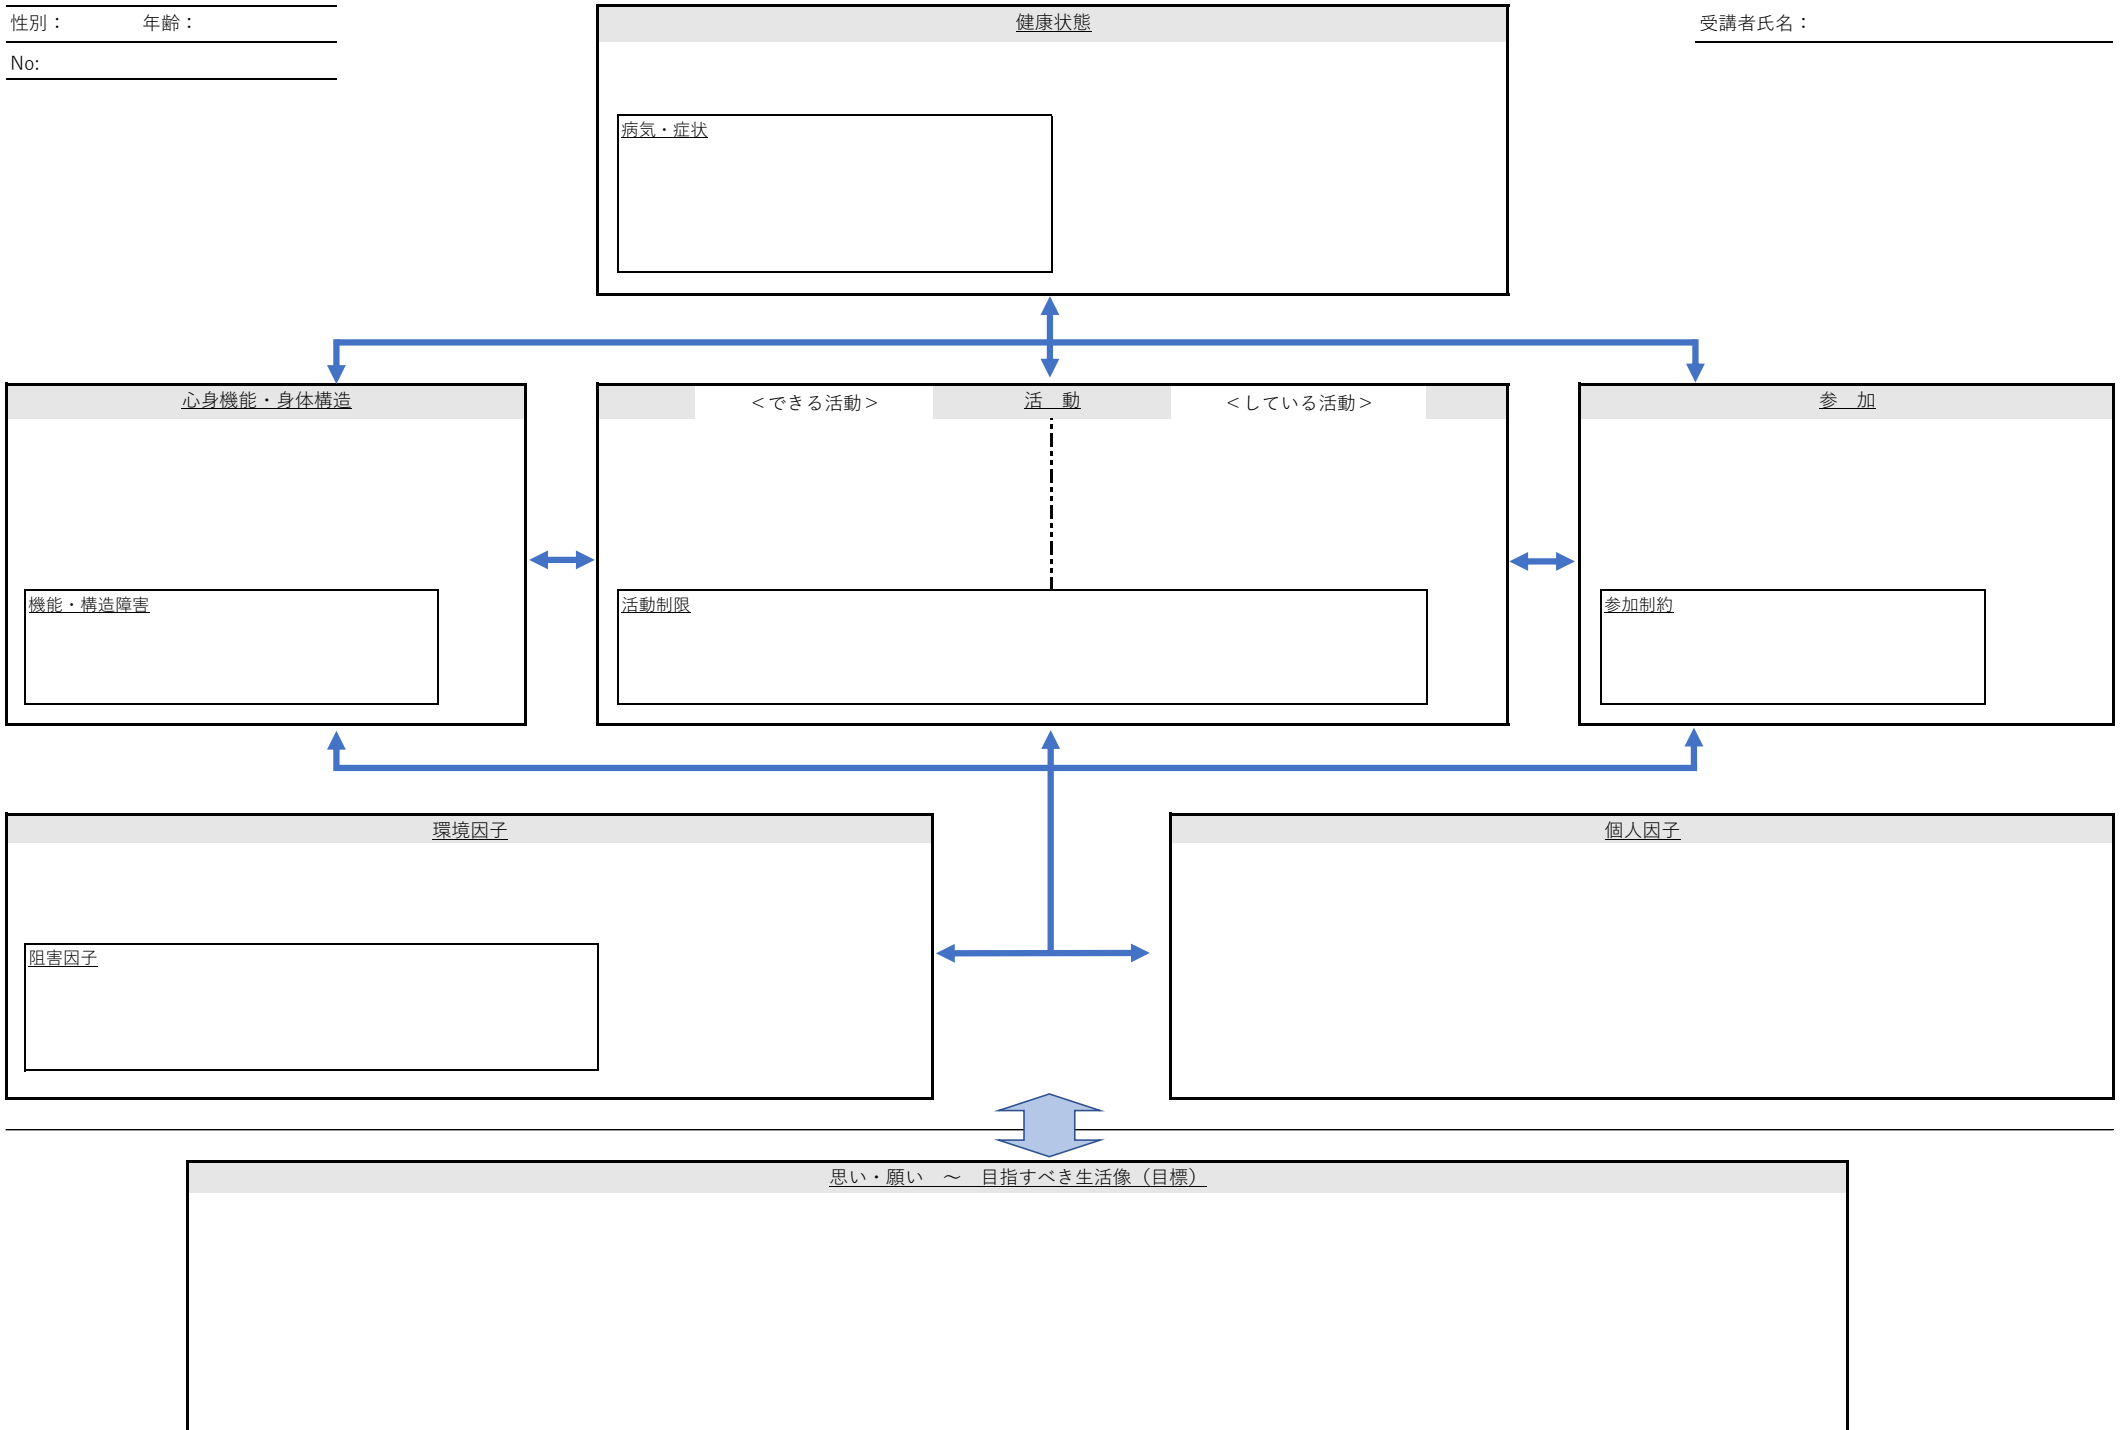 性別： 年齢：
No:
健康状態
受講者氏名：
病気・症状
心身機能・身体構造
＜できる活動＞ 活　動 ＜している活動＞
参　加
機能・構造障害
活動制限
参加制約
環境因子
個人因子
阻害因子
思い・願い　～　目指すべき生活像（目標）